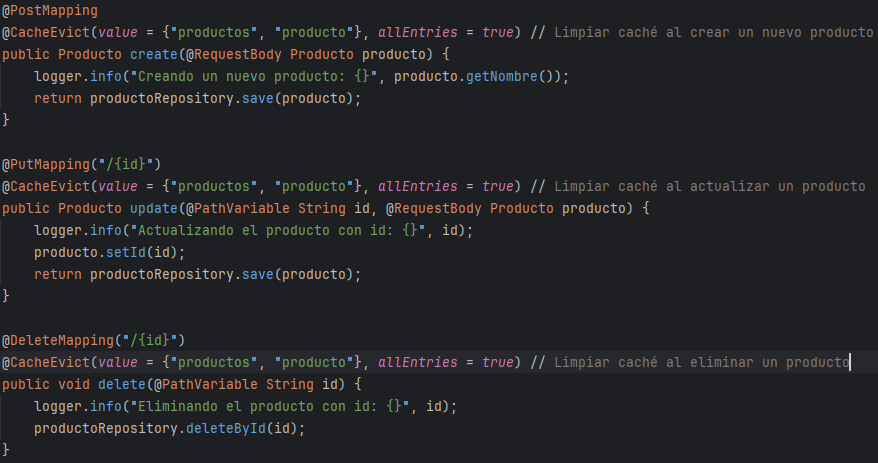 @PostMapping
@CacheEvict(value = {"productos", "producto"}, allEntries = true) // Limpiar caché al crear un nuevo producto
public Producto create(@RequestBody Producto producto) {
    logger.info("Creando un nuevo producto: {}", producto.getNombre());
    return productoRepository.save(producto);
}

@PutMapping("/{id}")
@CacheEvict(value = {"productos", "producto"}, allEntries = true) // Limpiar caché al actualizar un producto
public Producto update(@PathVariable String id, @RequestBody Producto producto) {
    logger.info("Actualizando el producto con id: {}", id);
    producto.setId(id);
    return productoRepository.save(producto);
}

@DeleteMapping("/{id}")
@CacheEvict(value = {"productos", "producto"}, allEntries = true) // Limpiar caché al eliminar un producto
public void delete(@PathVariable String id) {
    logger.info("Eliminando el producto con id: {}", id);
    productoRepository.deleteById(id);
}